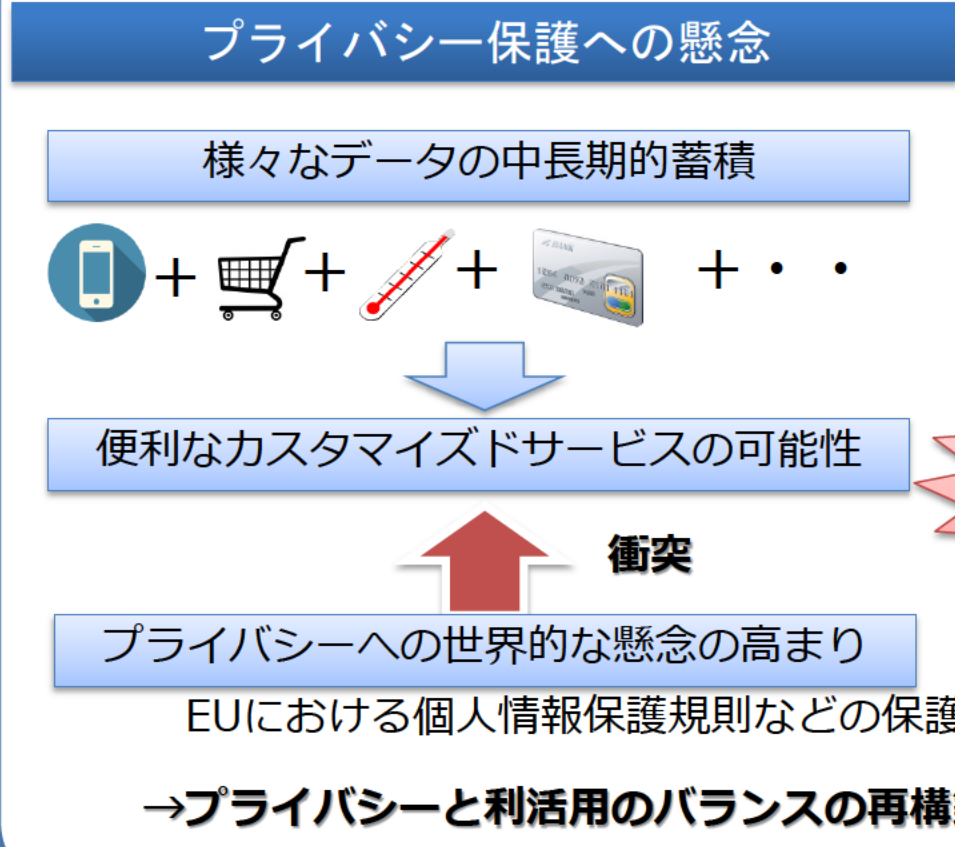 プライバシー保護への懸念
様々なデータの中長期的蓄積
+ + + + ・ ・
BANK
便利なカスタマイズドサービスの可能性
衝突
プライバシーへの世界的な懸念の高まり
EUにおける個人情報保護規則などの保護
→プライバシーと利活用のバランスの再構